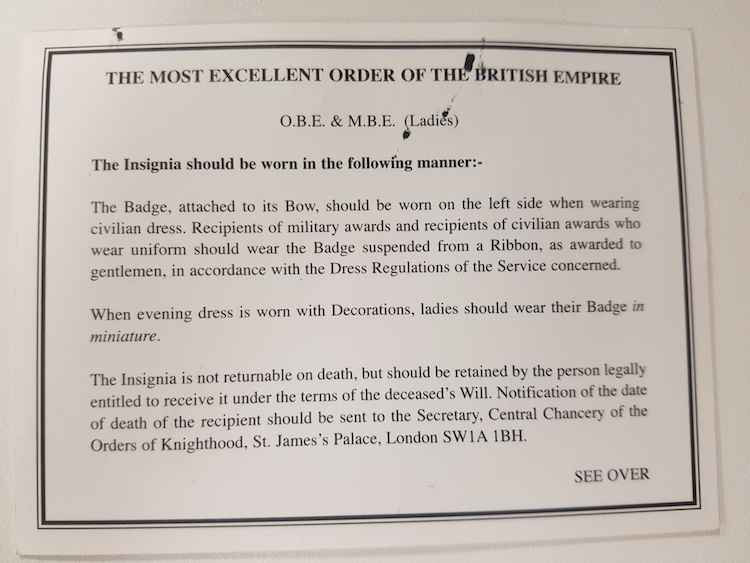 THE MOST EXCELLENT ORDER OF THE BRITISH EMPIRE
O.B.E. & M.B.E. (Ladies)
The Insignia should be worn in the following manner:-
The Badge, attached to its Bow, should be worn on the left side when wearing
civilian dress. Recipients of military awards and recipients of civilian awards who
wear uniform should wear the Badge suspended from a Ribbon, as awarded to
gentlemen, in accordance with the Dress Regulations of the Service concerned.
When evening dress is worn with Decorations, ladies should wear their Badge in
miniature.
The Insignia is not returnable on death, but should be retained by the person legally
entitled to receive it under the terms of the deceased's Will. Notification of the date
of death of the recipient should be sent to the Secretary, Central Chancery of the
Orders of Knighthood, St. James's Palace, London SW1A 1BH.
SEE OVER